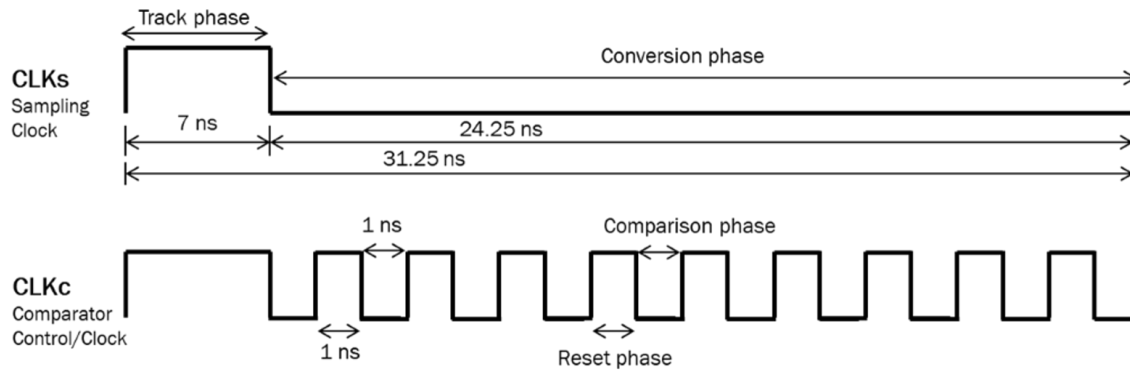 Track phase
CLKs
Sampling
Clock
Conversion phase
7 ns
24.25 ns
31.25 ns
1 ns
Comparison phase
CLKc
Comparator
Control/Clock
1 ns
Reset phase